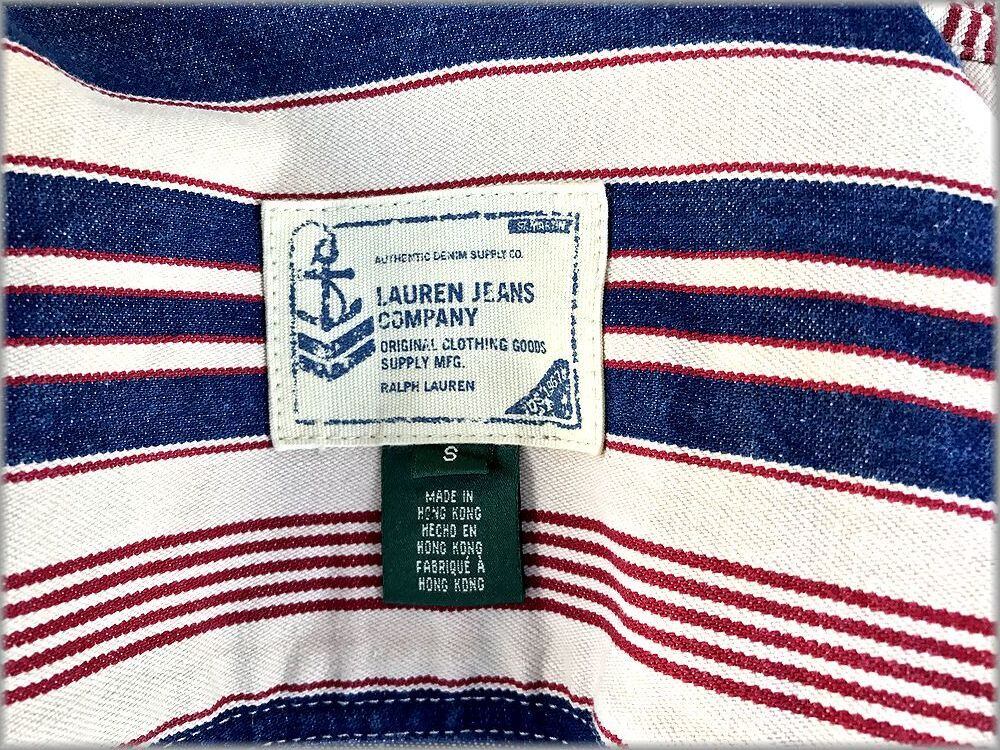 AUTHENTIC DENIM SUPPLY CO.
LAUREN JEANS
COMPANY
ORIGINAL CLOTHING GOODS
SUPPLY MFG.
RALPH LAUREN
S
MADE IN
HONG KONG
HECHO EN
HONG KONG
FABRIQUÉ À
HONG KONG